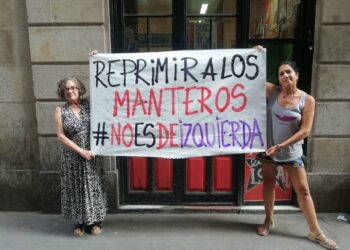 REPRIMIR A LOS
MANTEROS
#NOESDEIZQUIERDA